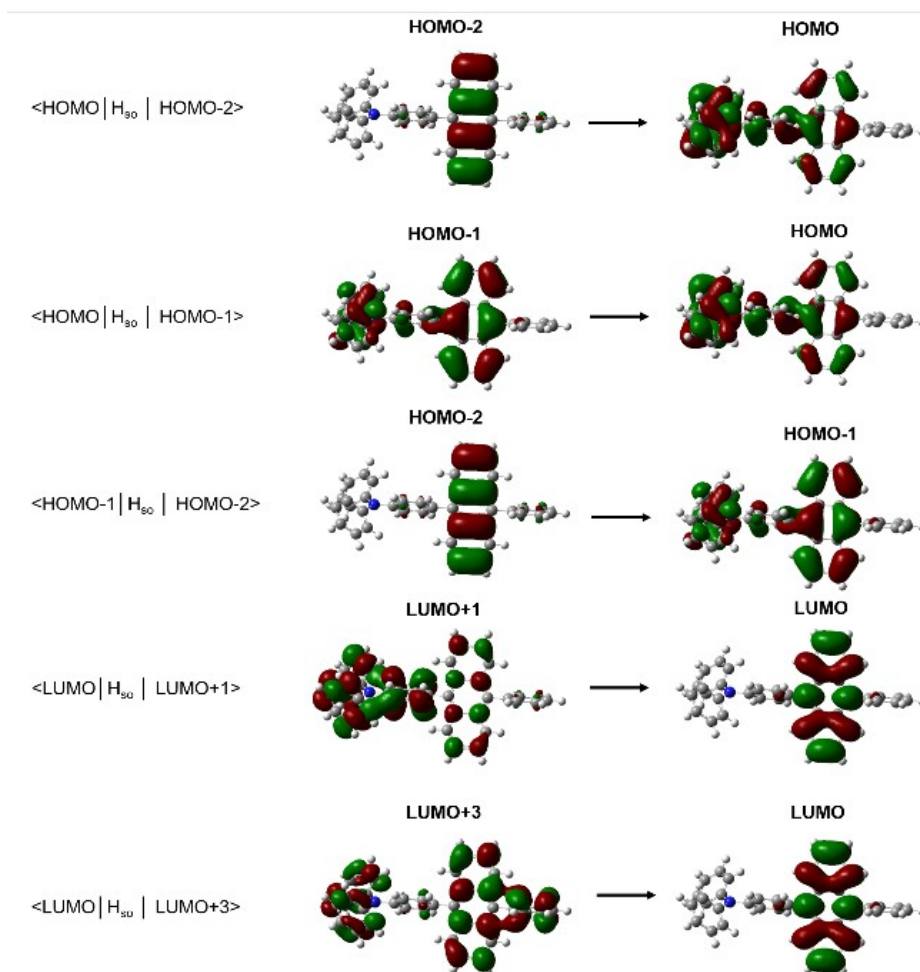 HOMO-2 HOMO
<HOMO|Hso| HOMO-2>
HOMO-1 HOMO
<HOMO|Hso| HOMO-1>
HOMO-2 HOMO-1
<HOMO-1|Hso| HOMO-2>
LUMO+1 LUMO
<LUMO|Hso| LUMO+1>
LUMO+3 LUMO
<LUMO|Hso| LUMO+3>